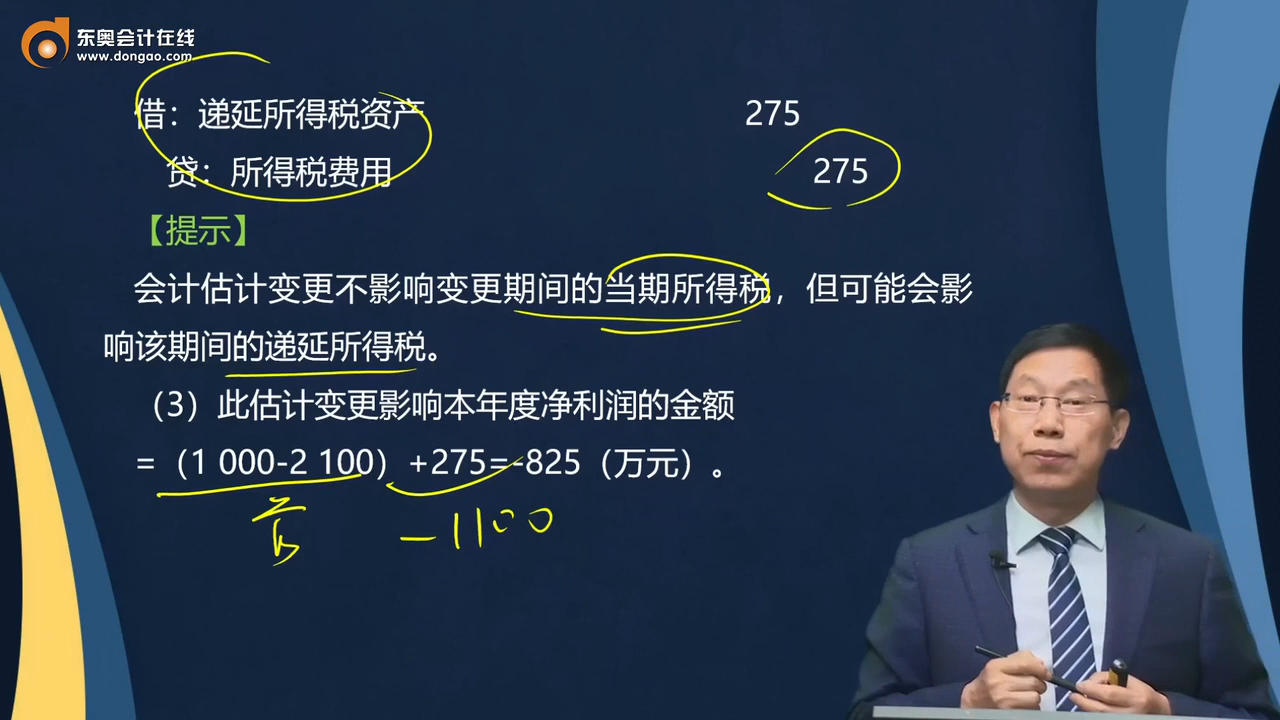 东奥会计在线
www.dongao.com
借：递延所得税资产 275
贷：所得税费用 275
【提示】
会计估计变更不影响变更期间的当期所得税，但可能会影
响该期间的递延所得税。
（3）此估计变更影响本年度净利润的金额
=（1 000-2 100）+275=-825（万元）。
-1100